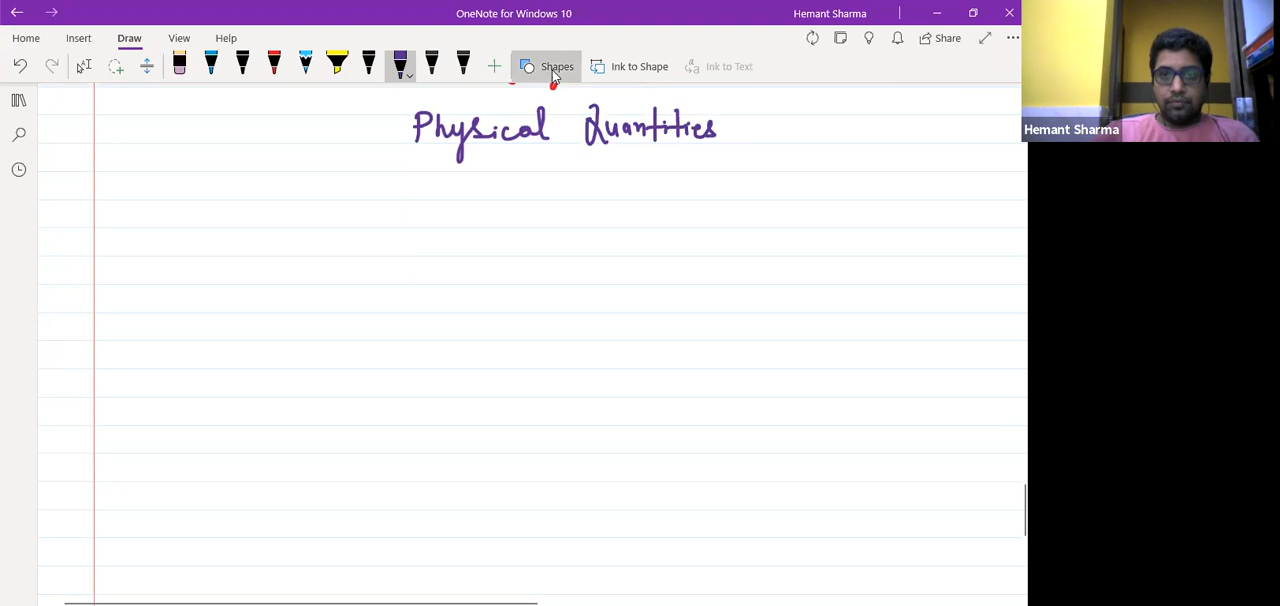 OneNote for Windows 10
Hemant Sharma
Home Insert Draw View Help
Share
Shapes Ink to Shape Ink to Text
Hemant Sharma
Physical Quantities